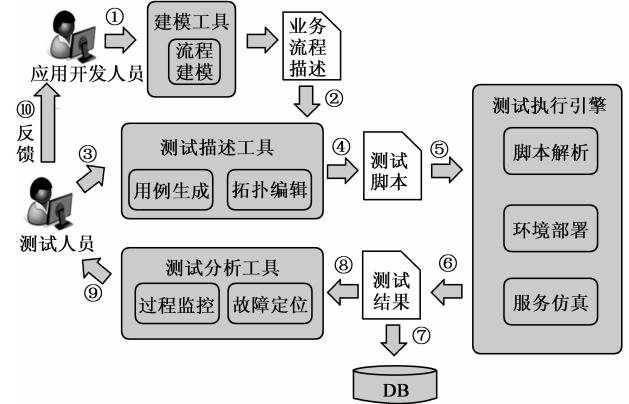 ①
建模工具
流程
建模
业务
流程
描述
应用开发人员
②
⑩
反
馈
③
测试描述工具
用例生成
拓扑编辑
④
测试
脚本
⑤
测试执行引擎
脚本解析
环境部署
服务仿真
测试人员
测试分析工具
过程监控
故障定位
⑧
测试
结果
⑥
⑨
⑦
DB